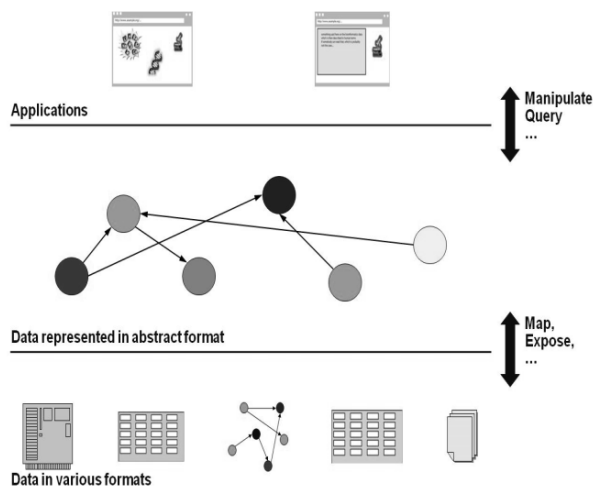 Applications
Manipulate
Query
...
Data represented in abstract format
Map,
Expose,
...
Data in various formats